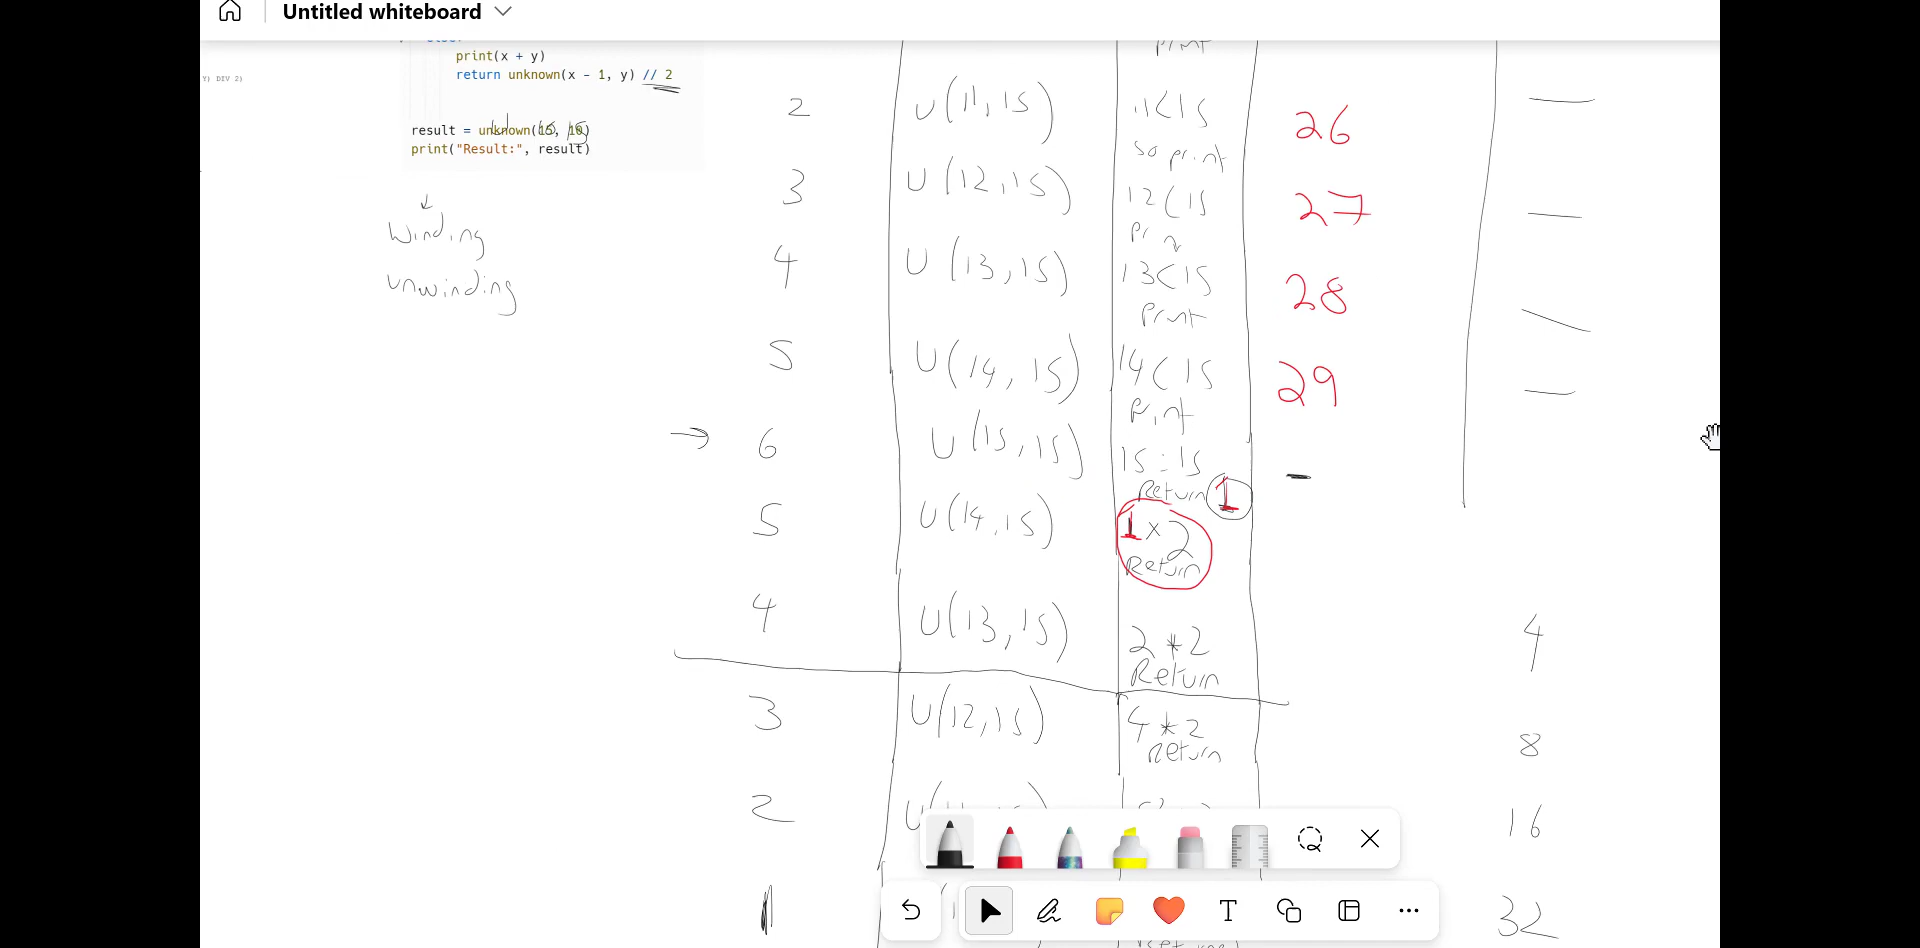 Untitled whiteboard
print(x + y)
return unknown(x - 1, y) // 2
Y) DIV 2)
result = unknown(15, 10)
print("Result:", result)
winding
unwinding
print
2 U(11,15) 11<15 26
so print
3 U(12,15) 12<15 27
4 U(13,15) 13<15 28
Print
5 U(14,15) 14<15 29
Print
→ 6 U(15,15) 15=15 -
Return 1
5 U(14,15) 1 x 2
Return
4 U(13,15) 2*2 4
Return
3 U(12,15) 4*2 8
Return
2 16
1 32